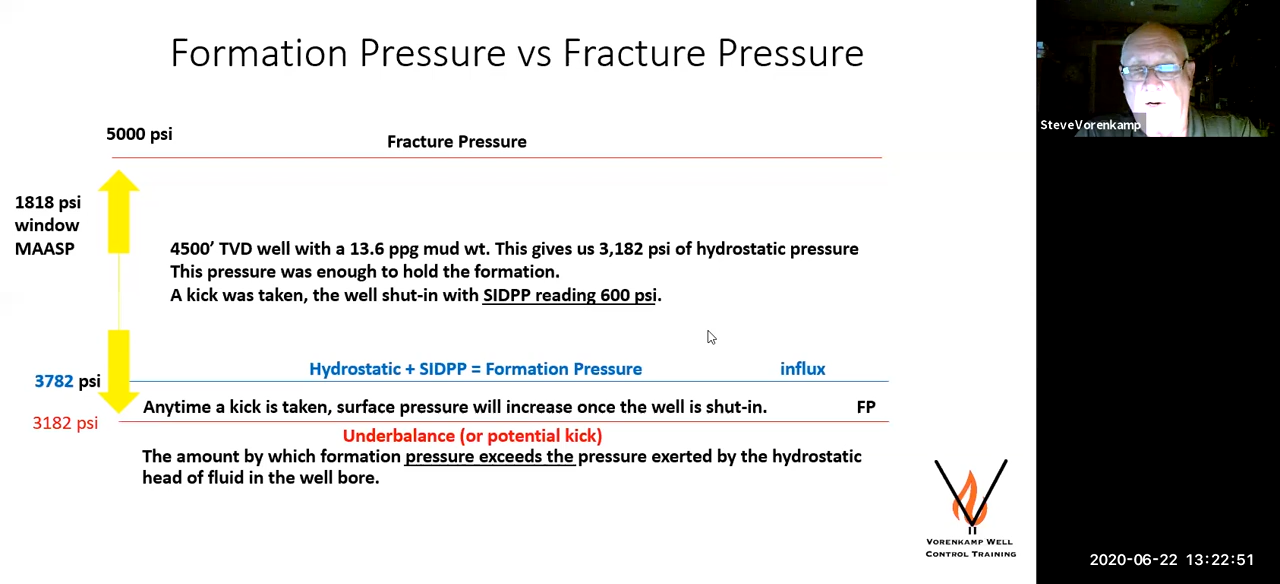 Formation Pressure vs Fracture Pressure
SteveVorenkamp
5000 psi
Fracture Pressure
1818 psi
window
MAASP
4500’ TVD well with a 13.6 ppg mud wt. This gives us 3,182 psi of hydrostatic pressure
This pressure was enough to hold the formation.
A kick was taken, the well shut-in with SIDPP reading 600 psi.
Hydrostatic + SIDPP = Formation Pressure influx
3782 psi
Anytime a kick is taken, surface pressure will increase once the well is shut-in. FP
3182 psi
Underbalance (or potential kick)
The amount by which formation pressure exceeds the pressure exerted by the hydrostatic
head of fluid in the well bore.
VORENKAMP WELL
CONTROL TRAINING
2020-06-22 13:22:51